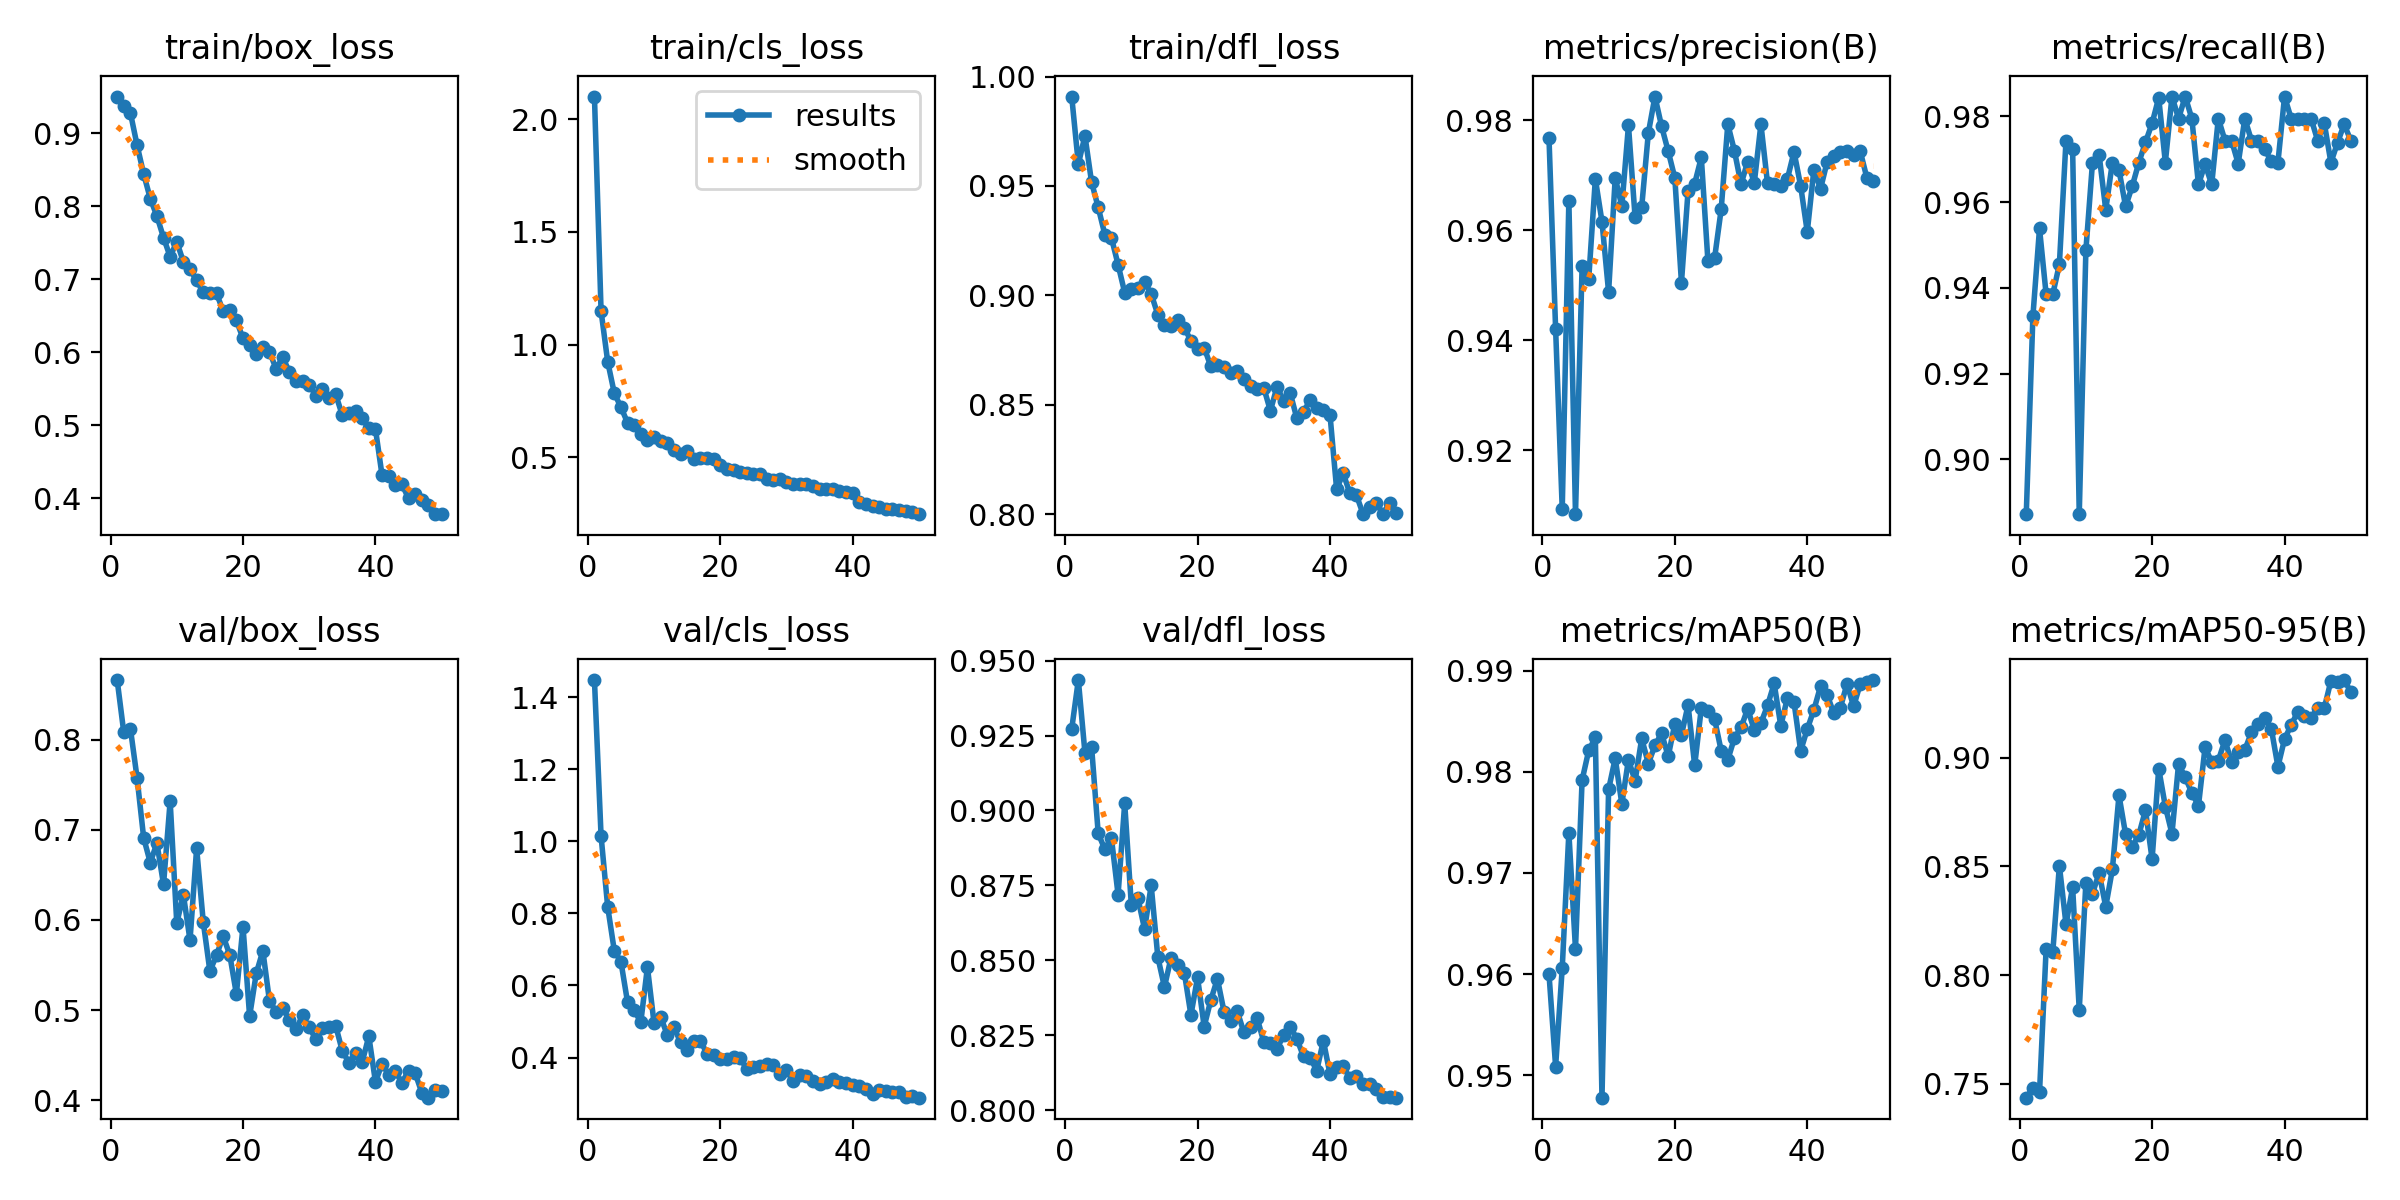 train/box_loss
0.9
0.8
0.7
0.6
0.5
0.4
0 20 40
train/cls_loss
results
smooth
2.0
1.5
1.0
0.5
0 20 40
train/dfl_loss
1.00
0.95
0.90
0.85
0.80
0 20 40
metrics/precision(B)
0.98
0.96
0.94
0.92
0 20 40
metrics/recall(B)
0.98
0.96
0.94
0.92
0.90
0 20 40
val/box_loss
0.8
0.7
0.6
0.5
0.4
0 20 40
val/cls_loss
1.4
1.2
1.0
0.8
0.6
0.4
0 20 40
val/dfl_loss
0.950
0.925
0.900
0.875
0.850
0.825
0.800
0 20 40
metrics/mAP50(B)
0.99
0.98
0.97
0.96
0.95
0 20 40
metrics/mAP50-95(B)
0.90
0.85
0.80
0.75
0 20 40